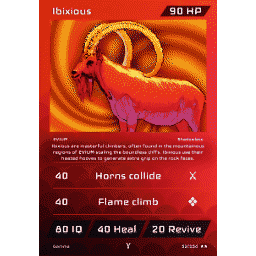 Ibixious 90 HP
EVIUM
Ibixious are masterful climbers, often found in the mountainous
regions of EVIUM scaling the boundless cliffs. Ibixious use their
heated hooves to generate extra grip on the rock faces.
40 Horns collide
40 Flame climb
80 IQ 40 Heal 20 Revive